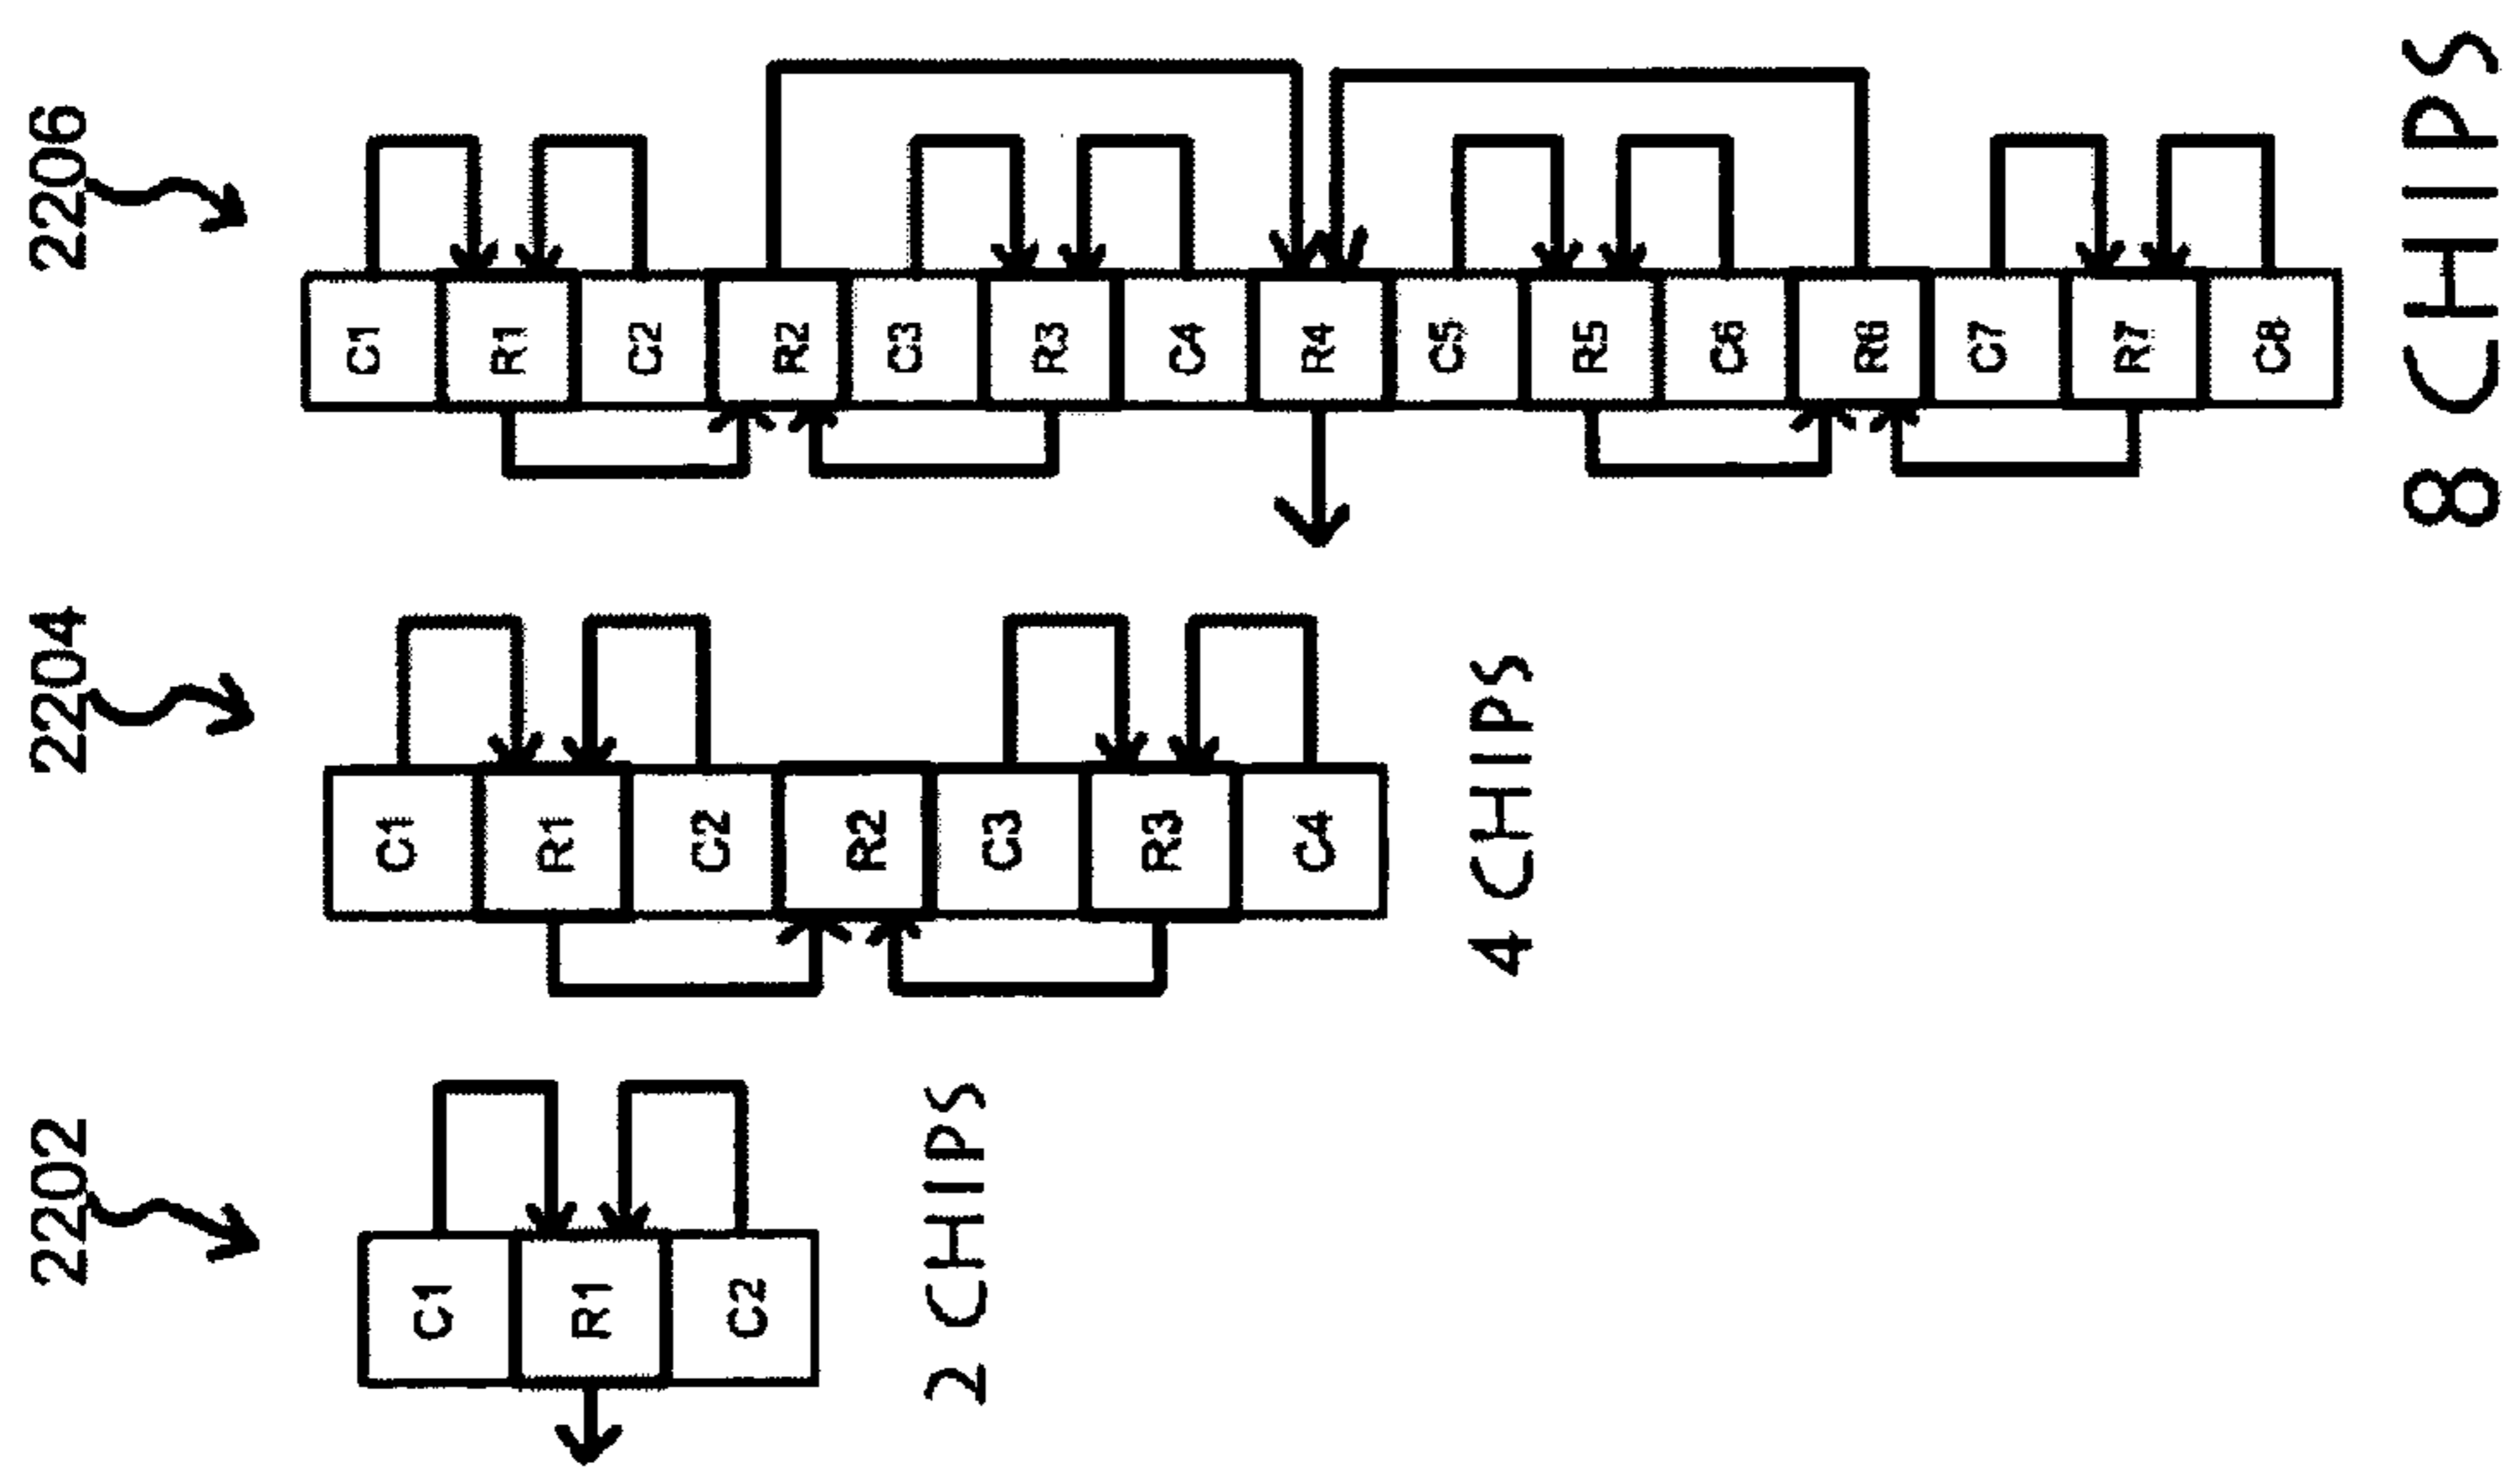 2206
C1 R1 C2 R2 C3 R3 C4 R4 C5 R5 C6 R6 C7 R7 C8
8 CHIPS
2204
C1 R1 C2 R2 C3 R3 C4
4 CHIPS
2202
C1 R1 C2
2 CHIPS